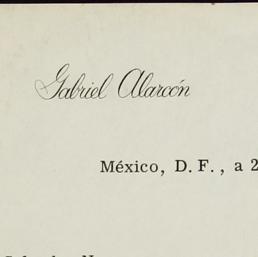 Gabriel Alarcón
México, D. F. , a 2